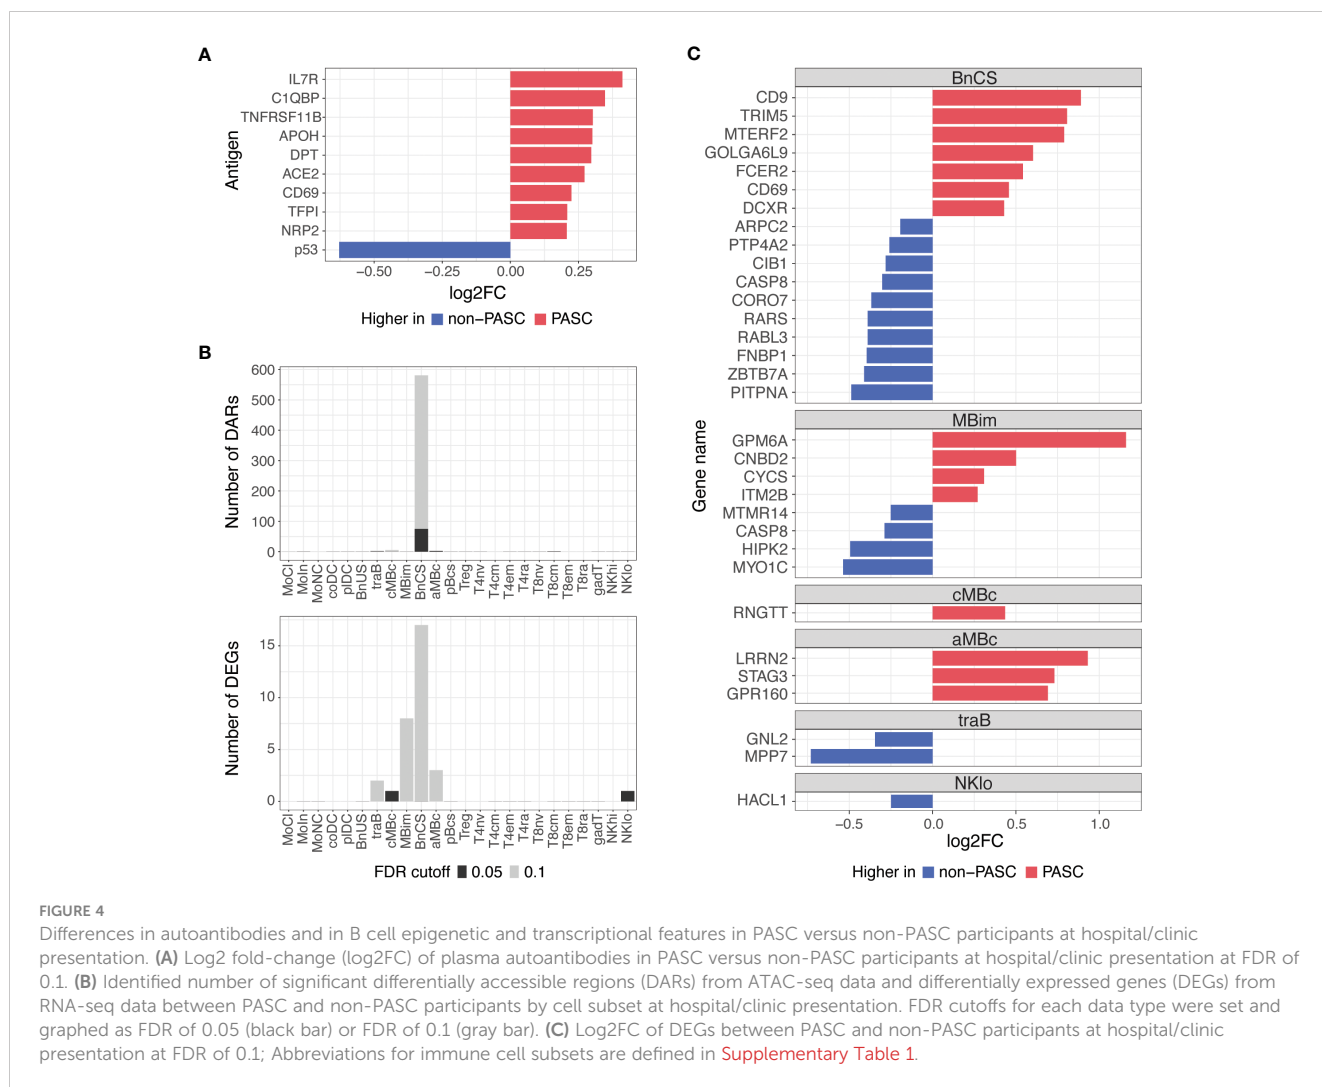 A
IL7R
C1QBP
TNFRSF11B
APOH
DPT
ACE2
CD69
TFPI
NRP2
p53
Antigen
−0.50 −0.25 0.00 0.25
log2FC
Higher in non−PASC PASC
B
600
500
400
300
200
100
0
Number of DARs
MoCl MoIn MoNC coDC plDC BnUS traB cMBc MBim BnCS aMBc pBcs Treg T4nv T4cm T4em T4ra T8nv T8cm T8em T8ra gadT NKhi NKlo
15
10
5
0
Number of DEGs
MoCl MoIn MoNC coDC plDC BnUS traB cMBc MBim BnCS aMBc pBcs Treg T4nv T4cm T4em T4ra T8nv T8cm T8em T8ra gadT NKhi NKlo
FDR cutoff 0.05 0.1
C
BnCS
CD9
TRIM5
MTERF2
GOLGA6L9
FCER2
CD69
DCXR
ARPC2
PTP4A2
CIB1
CASP8
CORO7
RARS
RABL3
FNBP1
ZBTB7A
PITPNA
MBim
GPM6A
CNBD2
CYCS
ITM2B
MTMR14
CASP8
HIPK2
MYO1C
Gene name
cMBc
RNGTT
aMBc
LRRN2
STAG3
GPR160
traB
GNL2
MPP7
NKlo
HACL1
−0.5 0.0 0.5 1.0
log2FC
Higher in non−PASC PASC
FIGURE 4
Differences in autoantibodies and in B cell epigenetic and transcriptional features in PASC versus non-PASC participants at hospital/clinic
presentation. (A) Log2 fold-change (log2FC) of plasma autoantibodies in PASC versus non-PASC participants at hospital/clinic presentation at FDR of
0.1. (B) Identified number of significant differentially accessible regions (DARs) from ATAC-seq data and differentially expressed genes (DEGs) from
RNA-seq data between PASC and non-PASC participants by cell subset at hospital/clinic presentation. FDR cutoffs for each data type were set and
graphed as FDR of 0.05 (black bar) or FDR of 0.1 (gray bar). (C) Log2FC of DEGs between PASC and non-PASC participants at hospital/clinic
presentation at FDR of 0.1; Abbreviations for immune cell subsets are defined in Supplementary Table 1.